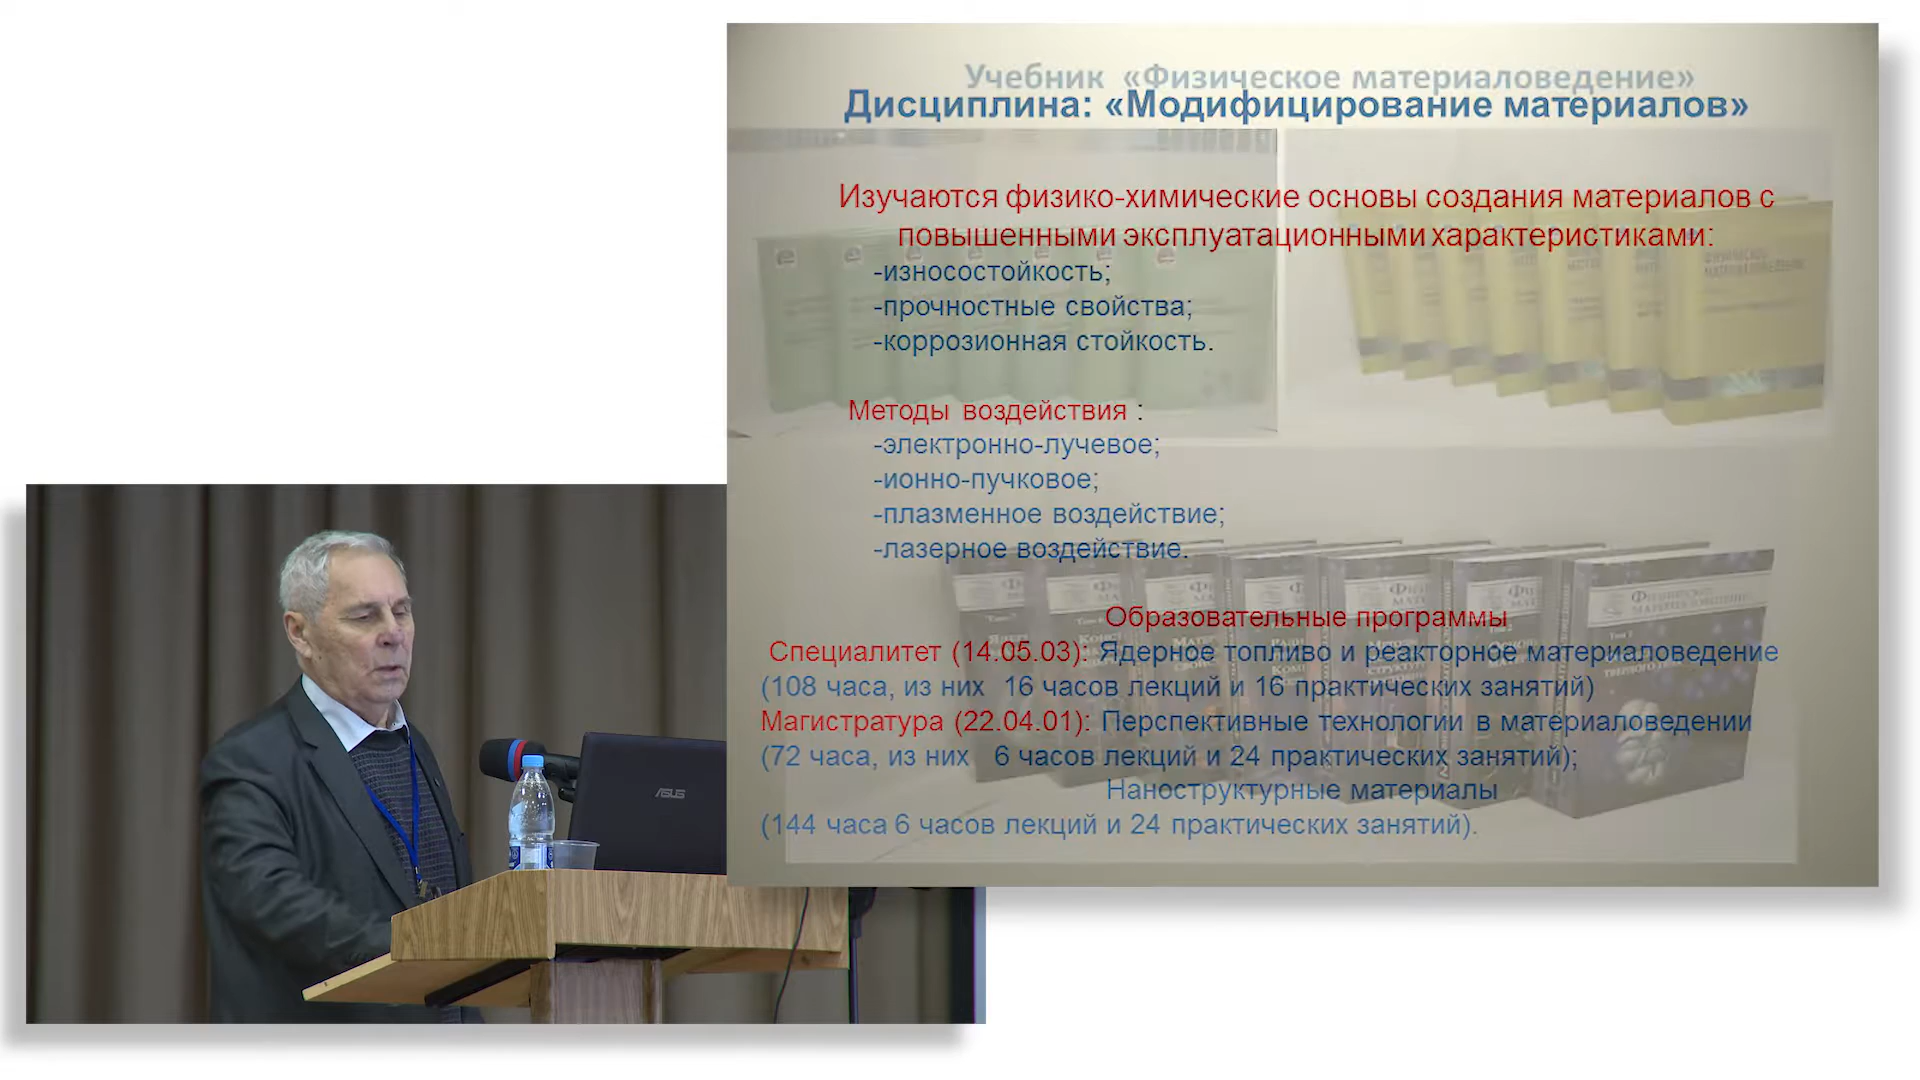 Учебник «Физическое материаловедение»
Дисциплина: «Модифицирование материалов»
Изучаются физико-химические основы создания материалов с
повышенными эксплуатационными характеристиками:
-износостойкость;
-прочностные свойства;
-коррозионная стойкость.
Методы воздействия :
-электронно-лучевое;
-ионно-пучковое;
-плазменное воздействие;
-лазерное воздействие.
Образовательные программы
Специалитет (14.05.03): Ядерное топливо и реакторное материаловедение
(108 часа, из них 16 часов лекций и 16 практических занятий)
Магистратура (22.04.01): Перспективные технологии в материаловедении
(72 часа, из них 6 часов лекций и 24 практических занятий);
Наноструктурные материалы
(144 часа 6 часов лекций и 24 практических занятий).
ASUS